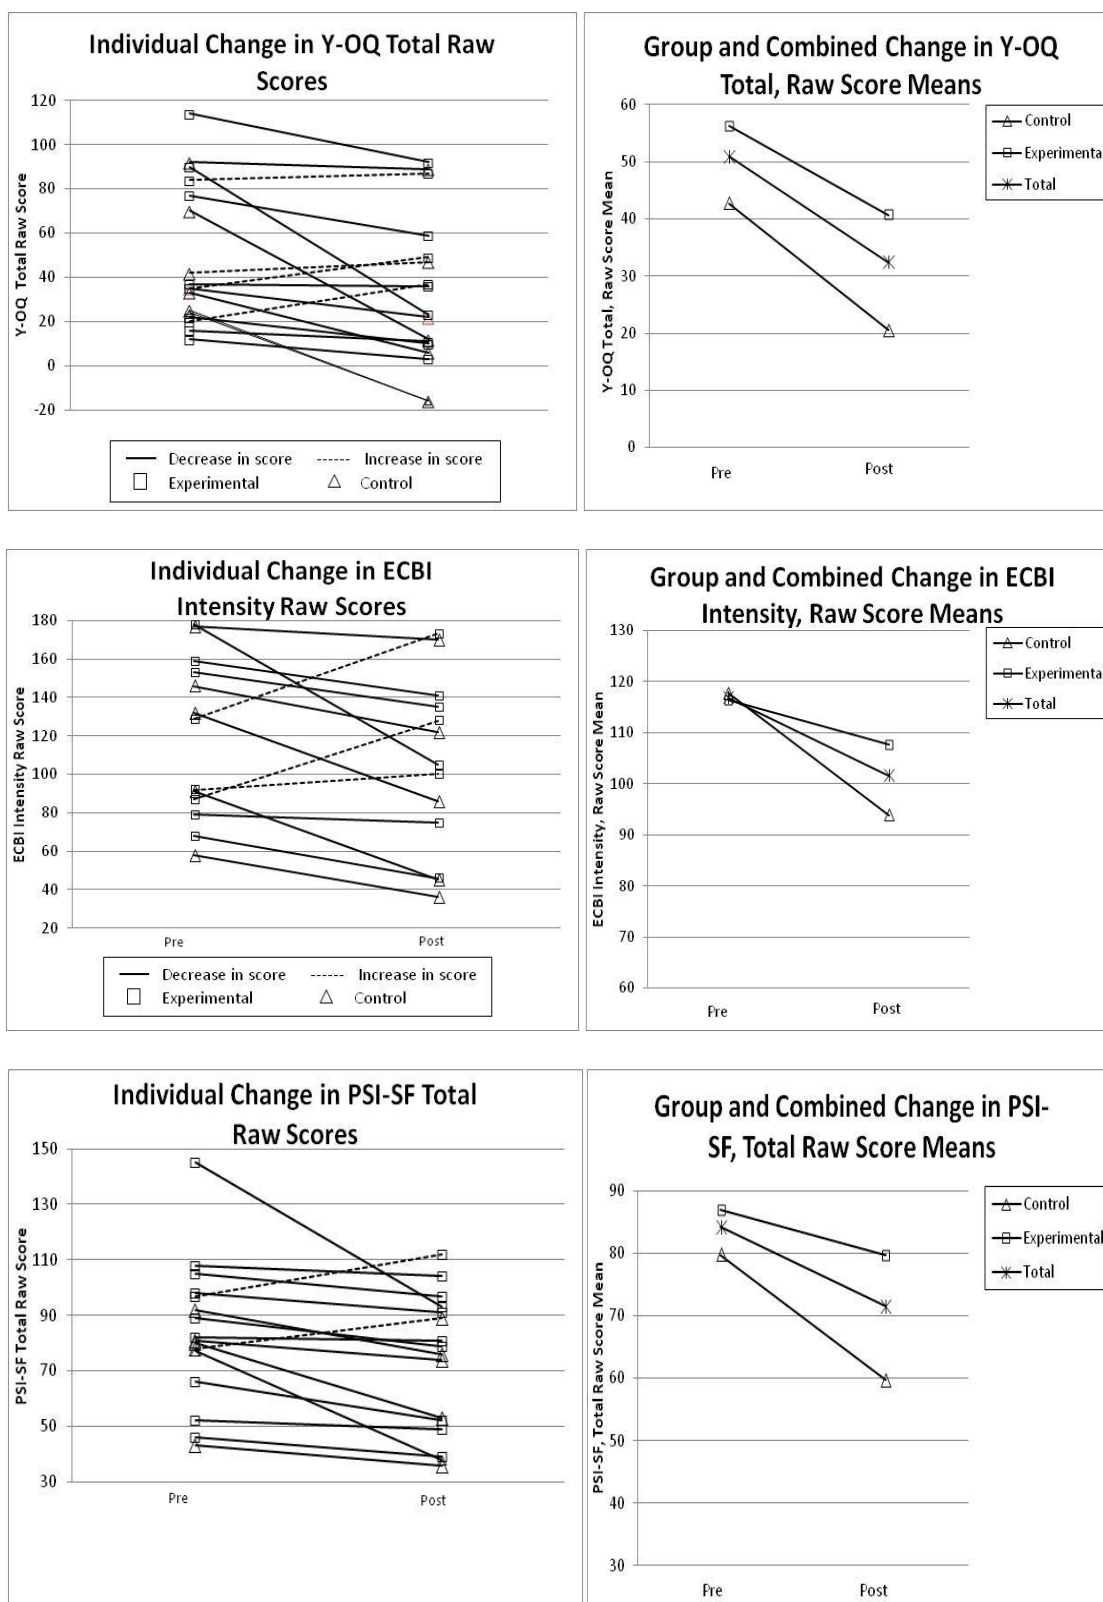 Individual Change in Y-OQ Total Raw
Scores
120
100
80
60
40
20
0
-20
Y-OQ Total Raw Score
Decrease in score
Increase in score
Experimental
Control
Group and Combined Change in Y-OQ
Total, Raw Score Means
60
50
40
30
20
10
0
Y-OQ Total, Raw Score Mean
Pre
Post
Control
Experimental
Total
Individual Change in ECBI
Intensity Raw Scores
180
160
140
120
100
80
60
40
20
ECBI Intensity Raw Score
Pre
Post
Decrease in score
Increase in score
Experimental
Control
Group and Combined Change in ECBI
Intensity, Raw Score Means
130
120
110
100
90
80
70
60
ECBI Intensity, Raw Score Mean
Pre
Post
Control
Experimental
Total
Individual Change in PSI-SF Total
Raw Scores
150
130
110
90
70
50
30
PSI-SF Total Raw Score
Pre
Post
Group and Combined Change in PSI-
SF, Total Raw Score Means
90
80
70
60
50
40
30
PSI-SF, Total Raw Score Mean
Pre
Post
Control
Experimental
Total